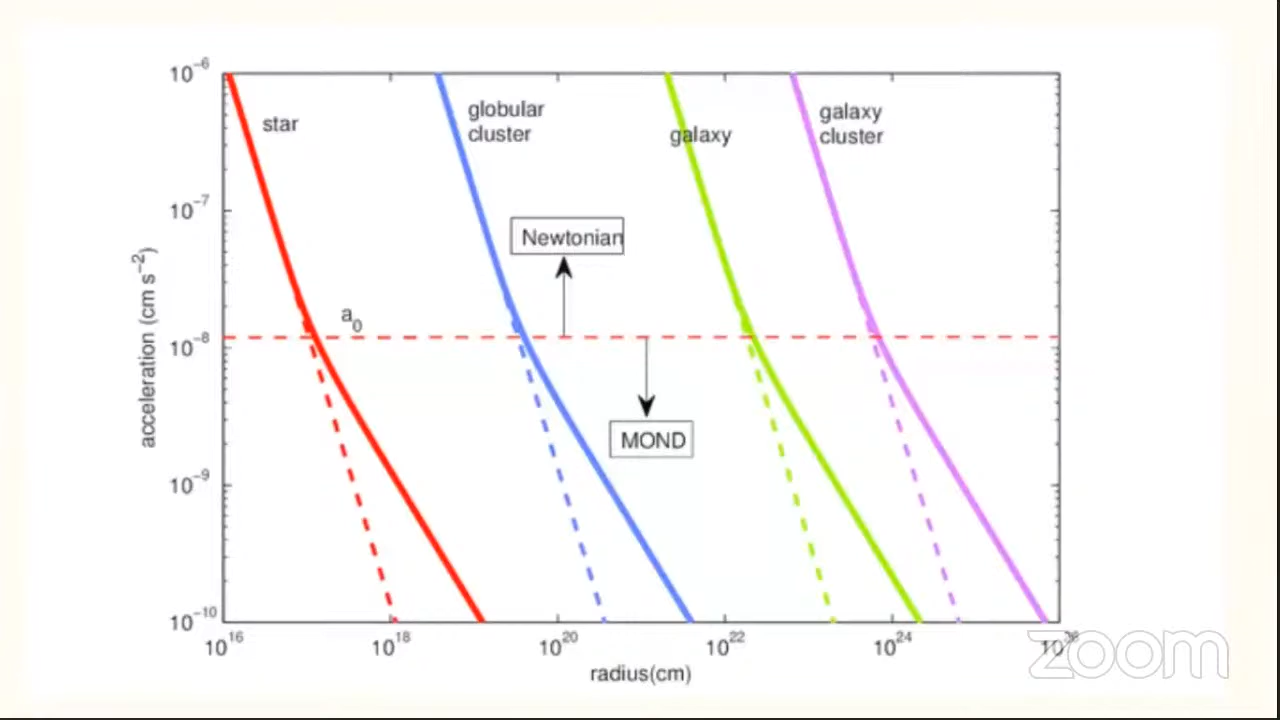 10⁻⁶
star
globular
cluster
galaxy
galaxy
cluster
10⁻⁷
Newtonian
a₀
10⁻⁸
MOND
10⁻⁹
10⁻¹⁰
10¹⁶
10¹⁸
10²⁰
10²²
10²⁴
radius(cm)
acceleration (cm s⁻²)
zoom